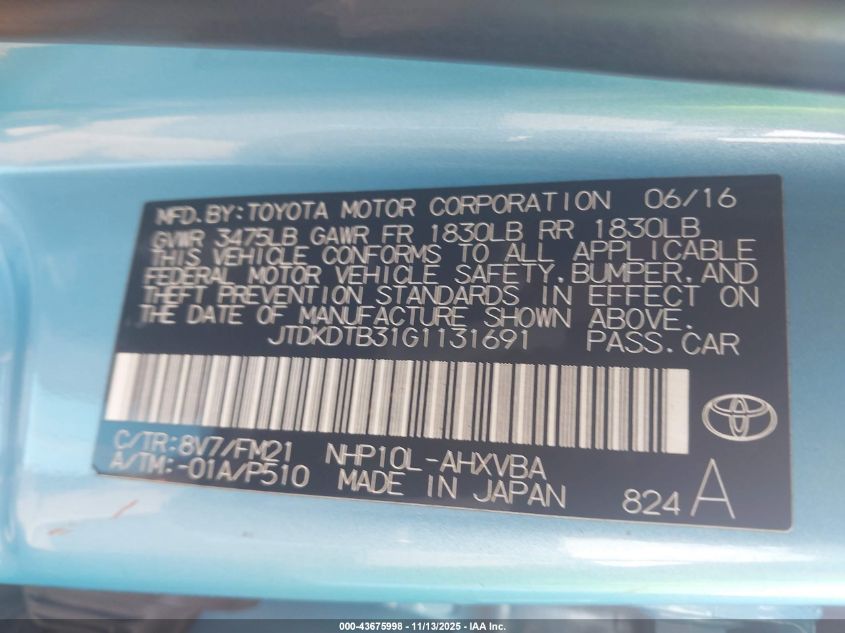 MFD. BY: TOYOTA MOTOR CORPORATION 06/16
GVWR 3475LB GAWR FR 1830LB RR 1830LB
THIS VEHICLE CONFORMS TO ALL APPLICABLE
FEDERAL MOTOR VEHICLE SAFETY, BUMPER, AND
THEFT PREVENTION STANDARDS IN EFFECT ON
THE DATE OF MANUFACTURE SHOWN ABOVE.
JTDKDTB31G1131691 PASS. CAR
C/TR: 8V7/FM21 NHP10L-AHXVBA
A/TM: -01A/P510 MADE IN JAPAN 824 A
000-43675998 - 11/13/2025 - IAA Inc.